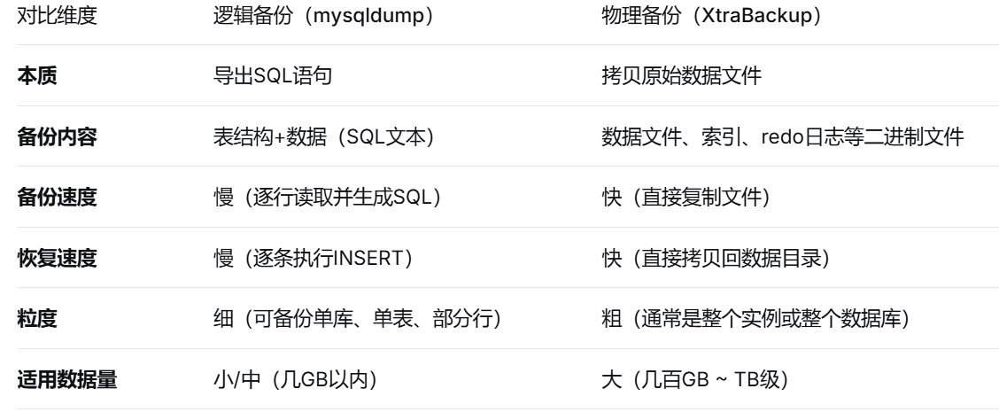 对比维度 逻辑备份（mysqldump） 物理备份（XtraBackup）
本质 导出SQL语句 拷贝原始数据文件
备份内容 表结构+数据（SQL文本） 数据文件、索引、redo日志等二进制文件
备份速度 慢（逐行读取并生成SQL） 快（直接复制文件）
恢复速度 慢（逐条执行INSERT） 快（直接拷贝回数据目录）
粒度 细（可备份单库、单表、部分行） 粗（通常是整个实例或整个数据库）
适用数据量 小/中（几GB以内） 大（几百GB ~ TB级）